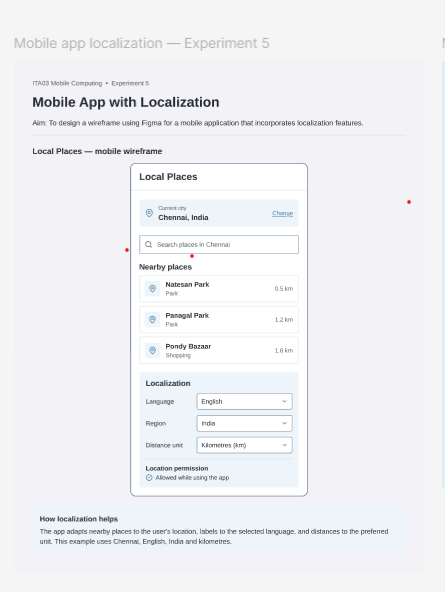 Mobile app localization — Experiment 5
ITA03 Mobile Computing • Experiment 5
Mobile App with Localization
Aim: To design a wireframe using Figma for a mobile application that incorporates localization features.
Local Places — mobile wireframe
Local Places
Current city
Chennai, India
Change
Search places in Chennai
Nearby places
Natesan Park
Park
0.5 km
Panagal Park
Park
1.2 km
Pondy Bazaar
Shopping
1.8 km
Localization
Language
English
Region
India
Distance unit
Kilometres (km)
Location permission
Allowed while using the app
How localization helps
The app adapts nearby places to the user's location, labels to the selected language, and distances to the preferred
unit. This example uses Chennai, English, India and kilometres.